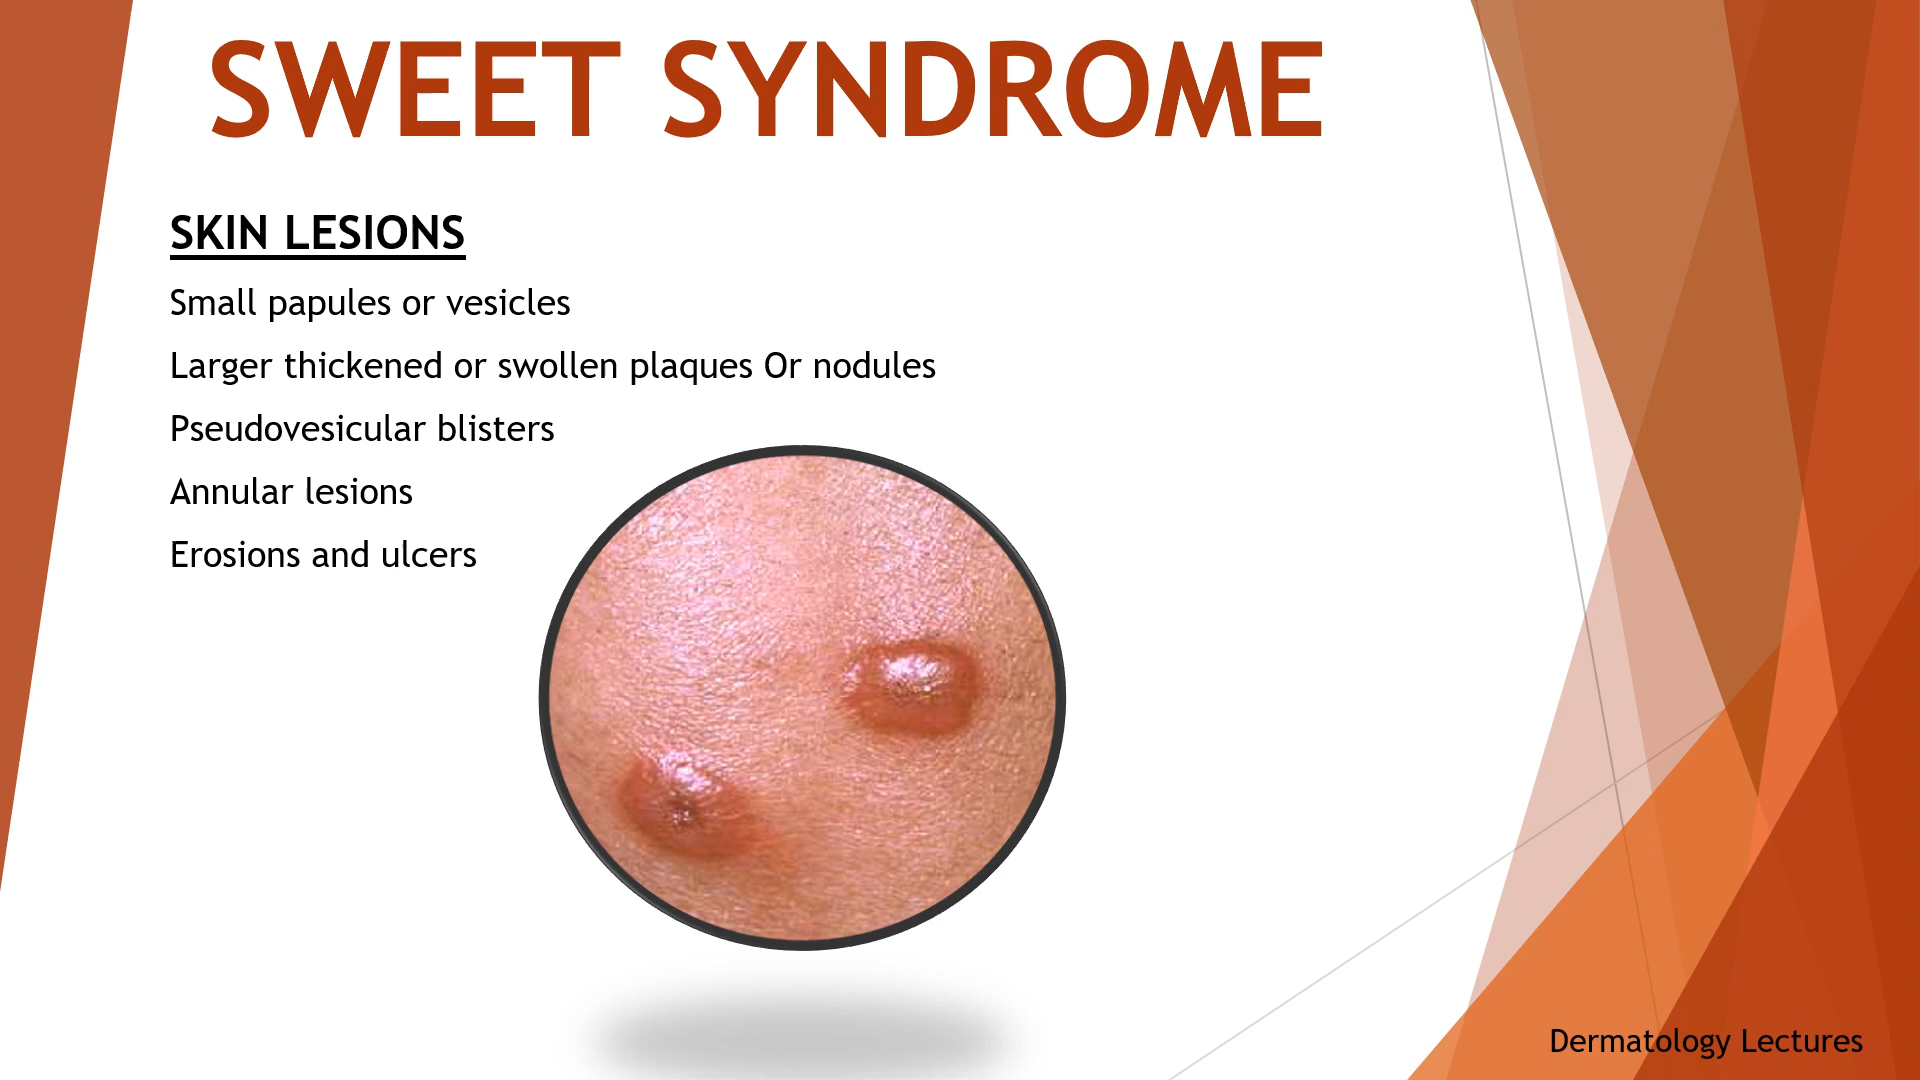 SWEET SYNDROME
SKIN LESIONS
Small papules or vesicles
Larger thickened or swollen plaques Or nodules
Pseudovesicular blisters
Annular lesions
Erosions and ulcers
Dermatology Lectures